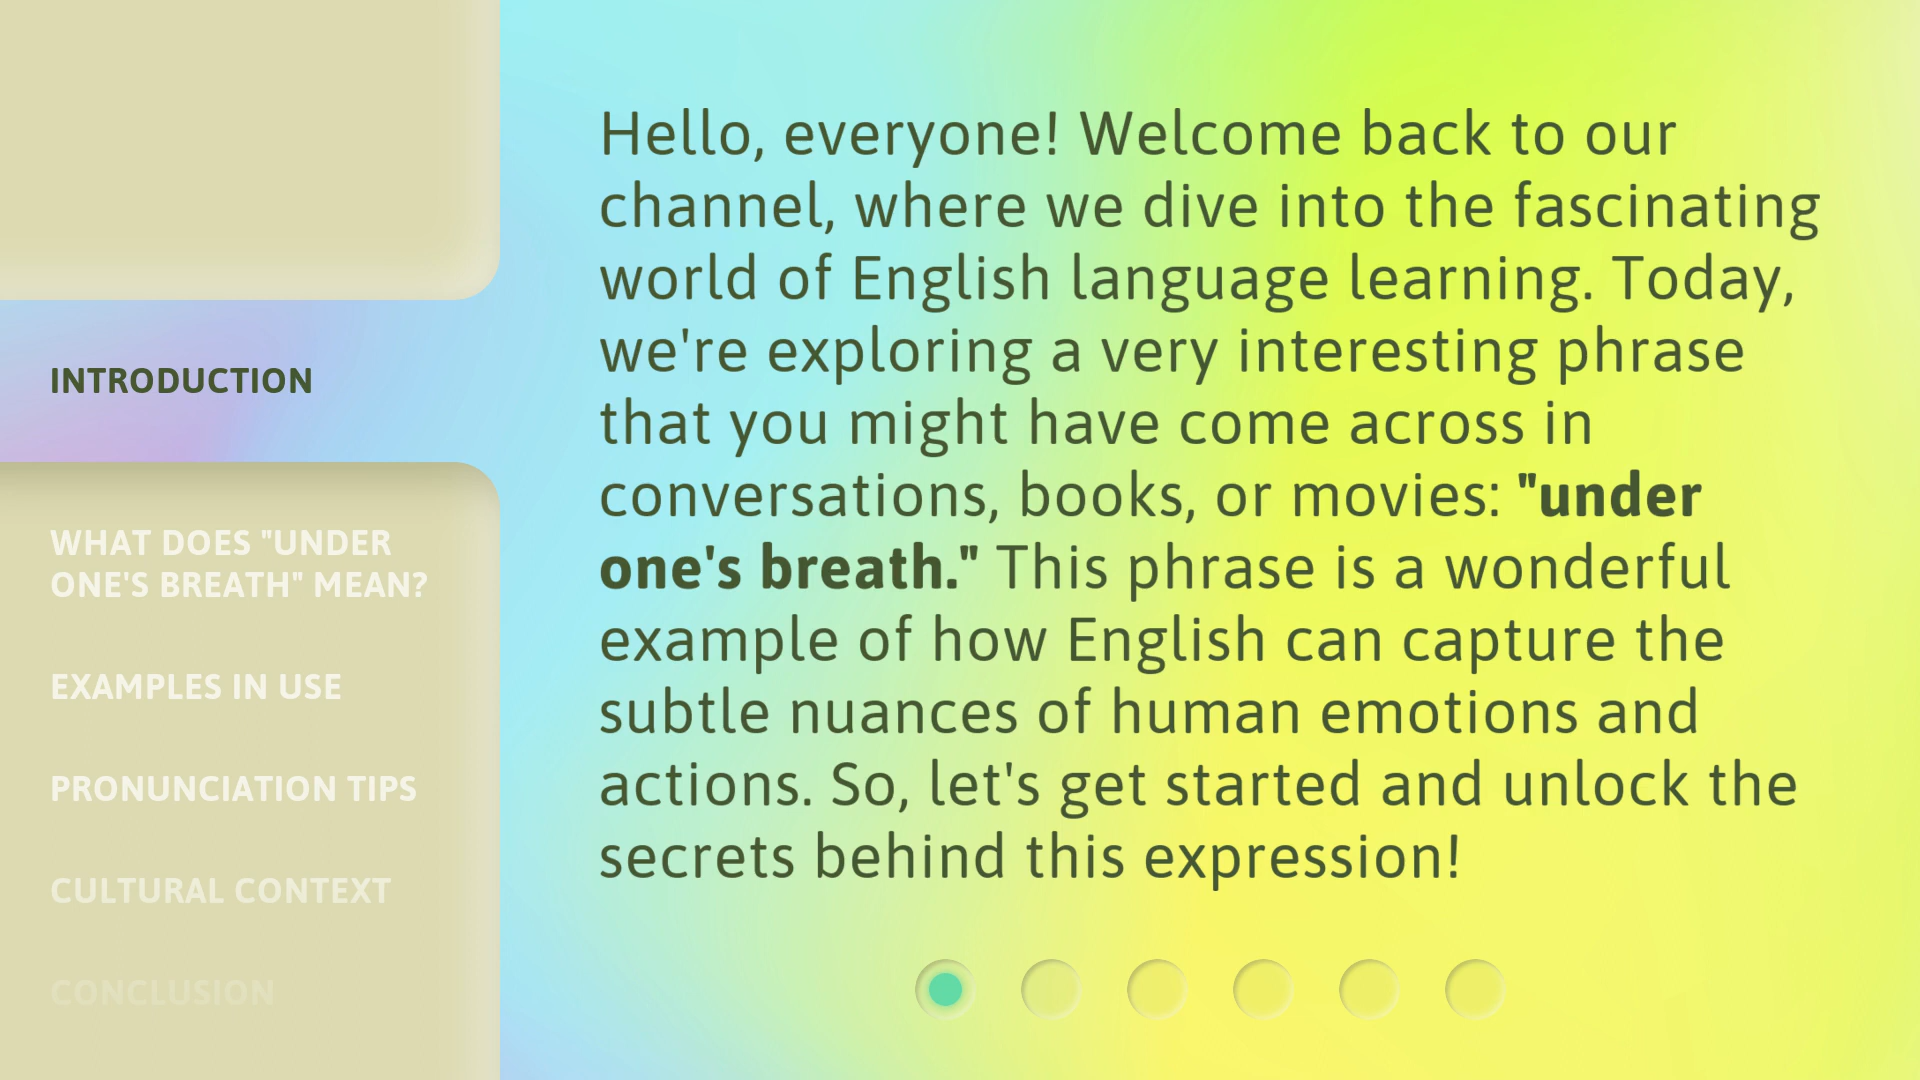 INTRODUCTION
WHAT DOES "UNDER
ONE'S BREATH" MEAN?
EXAMPLES IN USE
PRONUNCIATION TIPS
CULTURAL CONTEXT
CONCLUSION
Hello, everyone! Welcome back to our
channel, where we dive into the fascinating
world of English language learning. Today,
we're exploring a very interesting phrase
that you might have come across in
conversations, books, or movies: "under
one's breath." This phrase is a wonderful
example of how English can capture the
subtle nuances of human emotions and
actions. So, let's get started and unlock the
secrets behind this expression!